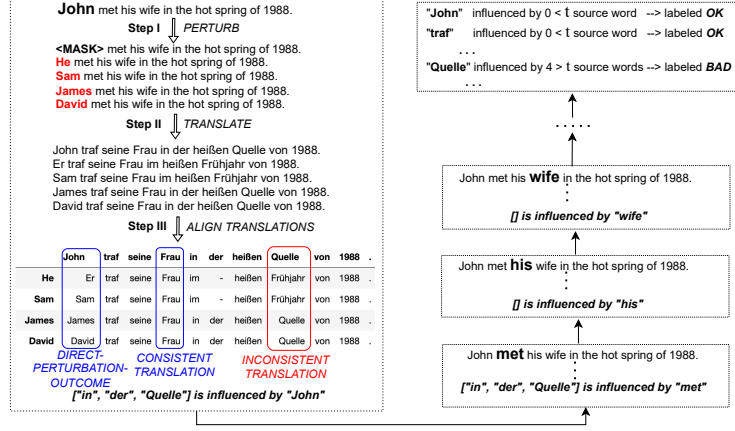 John met his wife in the hot spring of 1988.
Step I PERTURB
<MASK> met his wife in the hot spring of 1988.
He met his wife in the hot spring of 1988.
Sam met his wife in the hot spring of 1988.
James met his wife in the hot spring of 1988.
David met his wife in the hot spring of 1988.
Step II TRANSLATE
John traf seine Frau in der heißen Quelle von 1988.
Er traf seine Frau im heißen Frühjahr von 1988.
Sam traf seine Frau im heißen Frühjahr von 1988.
James traf seine Frau in der heißen Quelle von 1988.
David traf seine Frau in der heißen Quelle von 1988.
Step III ALIGN TRANSLATIONS
John traf seine Frau in der heißen Quelle von 1988 .
He Er traf seine Frau im - heißen Frühjahr von 1988 .
Sam Sam traf seine Frau im - heißen Frühjahr von 1988 .
James James traf seine Frau in der heißen Quelle von 1988 .
David David traf seine Frau in der heißen Quelle von 1988 .
DIRECT-
PERTURBATION-
OUTCOME
CONSISTENT
TRANSLATION
INCONSISTENT
TRANSLATION
["in", "der", "Quelle"] is influenced by "John"
John met his wife in the hot spring of 1988.
["in", "der", "Quelle"] is influenced by "met"
John met his wife in the hot spring of 1988.
[] is influenced by "his"
John met his wife in the hot spring of 1988.
[] is influenced by "wife"
"John" influenced by 0 < t source word --> labeled OK
"traf" influenced by 0 < t source word --> labeled OK
. . .
"Quelle" influenced by 4 > t source words --> labeled BAD
. . .